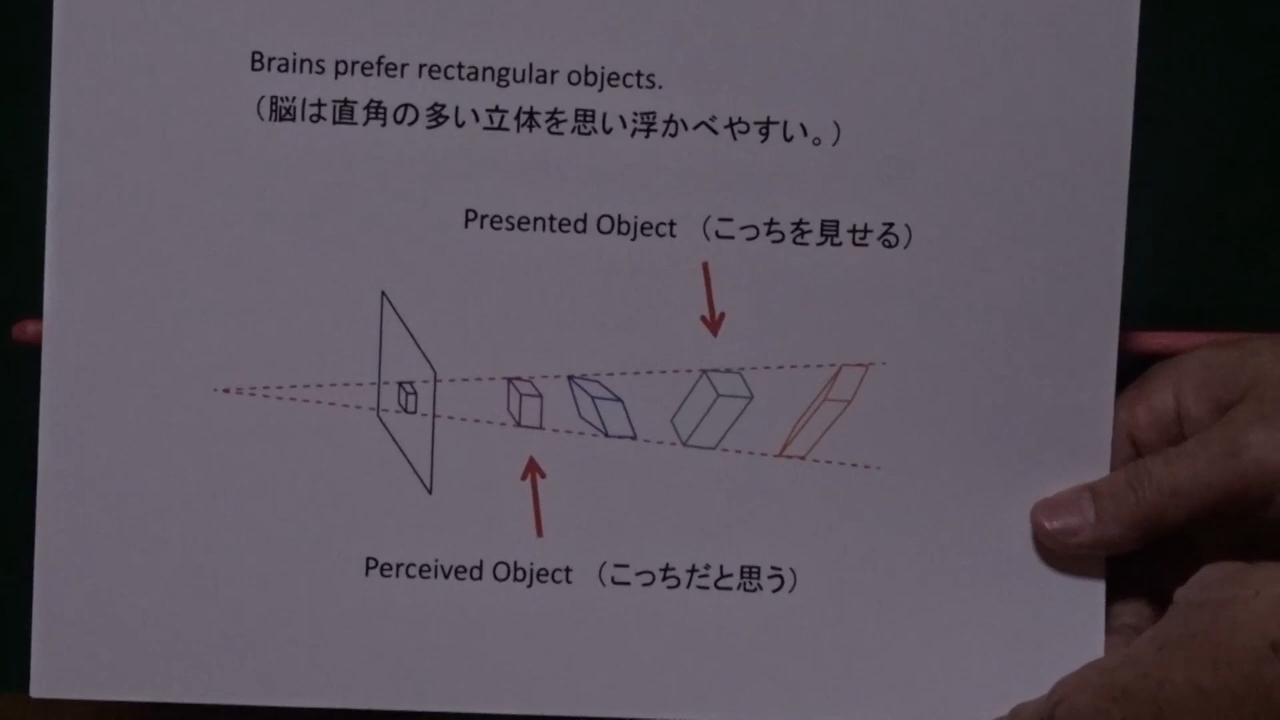 Brains prefer rectangular objects.
（脳は直角の多い立体を思い浮かべやすい。）
Presented Object （こっちを見せる）
Perceived Object （こっちだと思う）